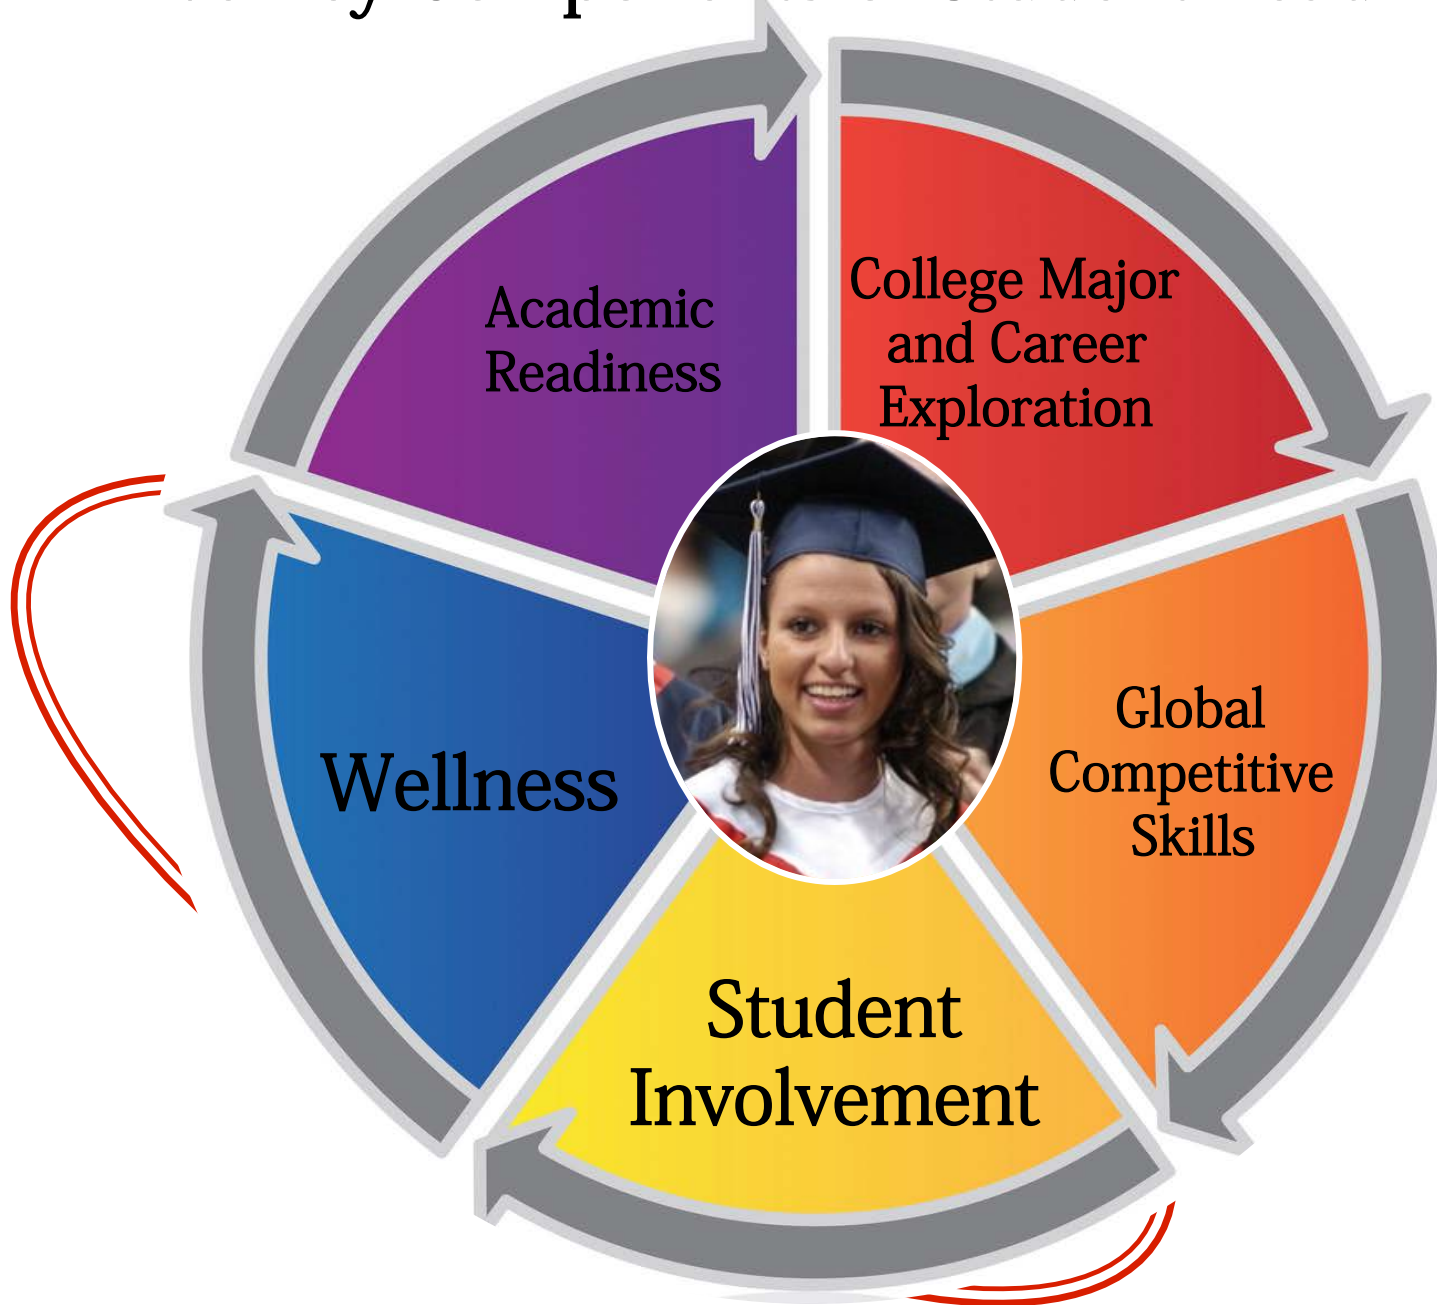 Academic
Readiness
College Major
and Career
Exploration
Global
Competitive
Skills
Student
Involvement
Wellness